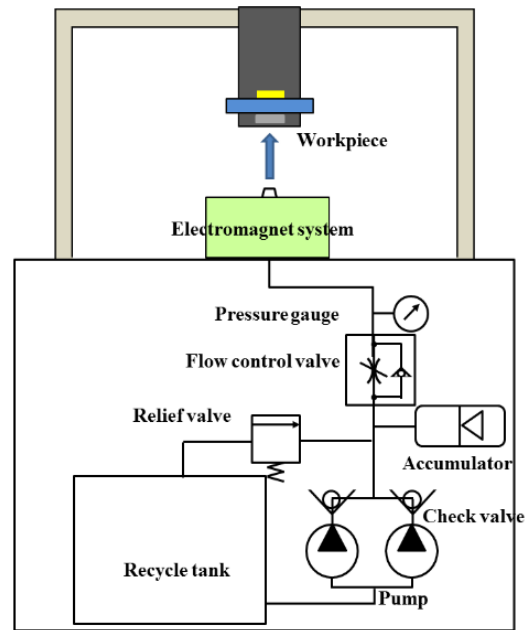 Workpiece
Electromagnet system
Pressure gauge
Flow control valve
Relief valve
Accumulator
Check valve
Recycle tank
Pump